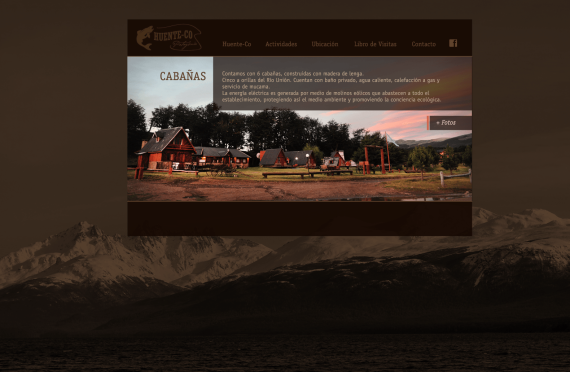 HUENTE-CO
Huente-Co Actividades Ubicación Libro de Visitas Contacto f
CABAÑAS
Contamos con 6 cabañas, construidas con madera de lenga.
Cinco a orillas del Río Unión. Cuentan con baño privado, agua caliente, calefacción a gas y
servicio de mucama.
La energía eléctrica es generada por medio de molinos eólicos que abastecen a todo el
establecimiento, protegiendo así el medio ambiente y promoviendo la conciencia ecológica.
+ Fotos